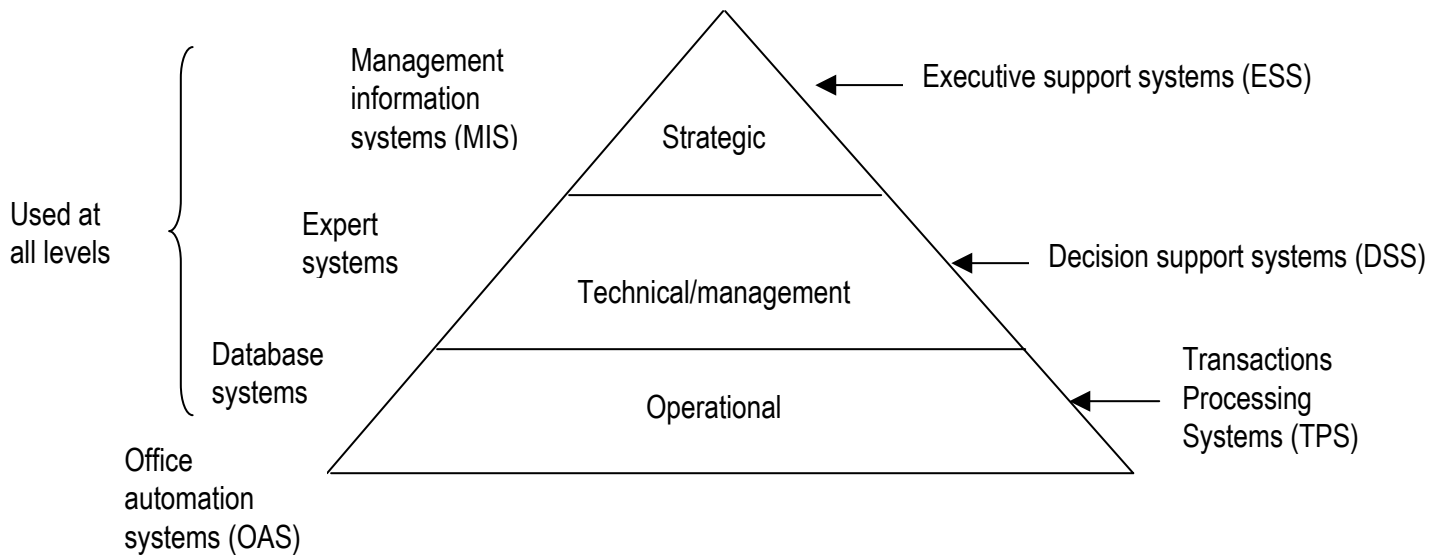 Management
information
systems (MIS)
Executive support systems (ESS)
Strategic
Used at
all levels
Expert
systems
Decision support systems (DSS)
Technical/management
Database
systems
Transactions
Processing
Systems (TPS)
Operational
Office
automation
systems (OAS)